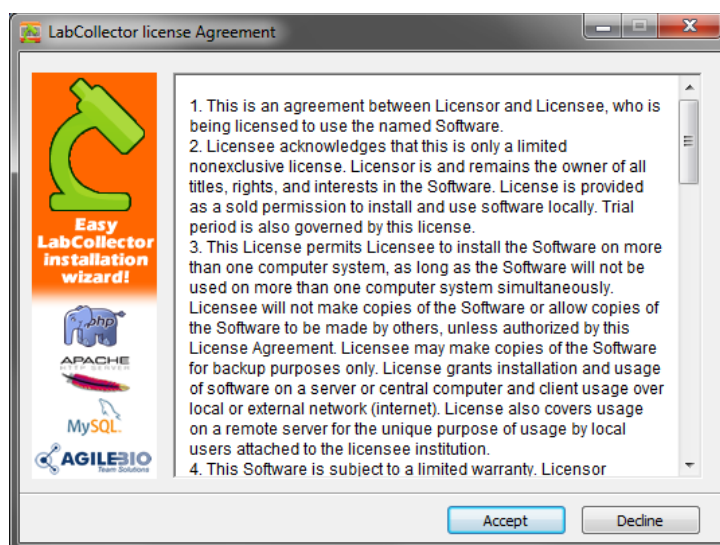 LabCollector license Agreement
Easy
LabCollector
installation
wizard!
php
APACHE
HTTP SERVER
MySQL
AGILEBIO
Team Solutions
1. This is an agreement between Licensor and Licensee, who is
being licensed to use the named Software.
2. Licensee acknowledges that this is only a limited
nonexclusive license. Licensor is and remains the owner of all
titles, rights, and interests in the Software. License is provided
as a sold permission to install and use software locally. Trial
period is also governed by this license.
3. This License permits Licensee to install the Software on more
than one computer system, as long as the Software will not be
used on more than one computer system simultaneously.
Licensee will not make copies of the Software or allow copies of
the Software to be made by others, unless authorized by this
License Agreement. Licensee may make copies of the Software
for backup purposes only. License grants installation and usage
of software on a server or central computer and client usage over
local or external network (internet). License also covers usage
on a remote server for the unique purpose of usage by local
users attached to the licensee institution.
4. This Software is subject to a limited warranty. Licensor
Accept
Decline